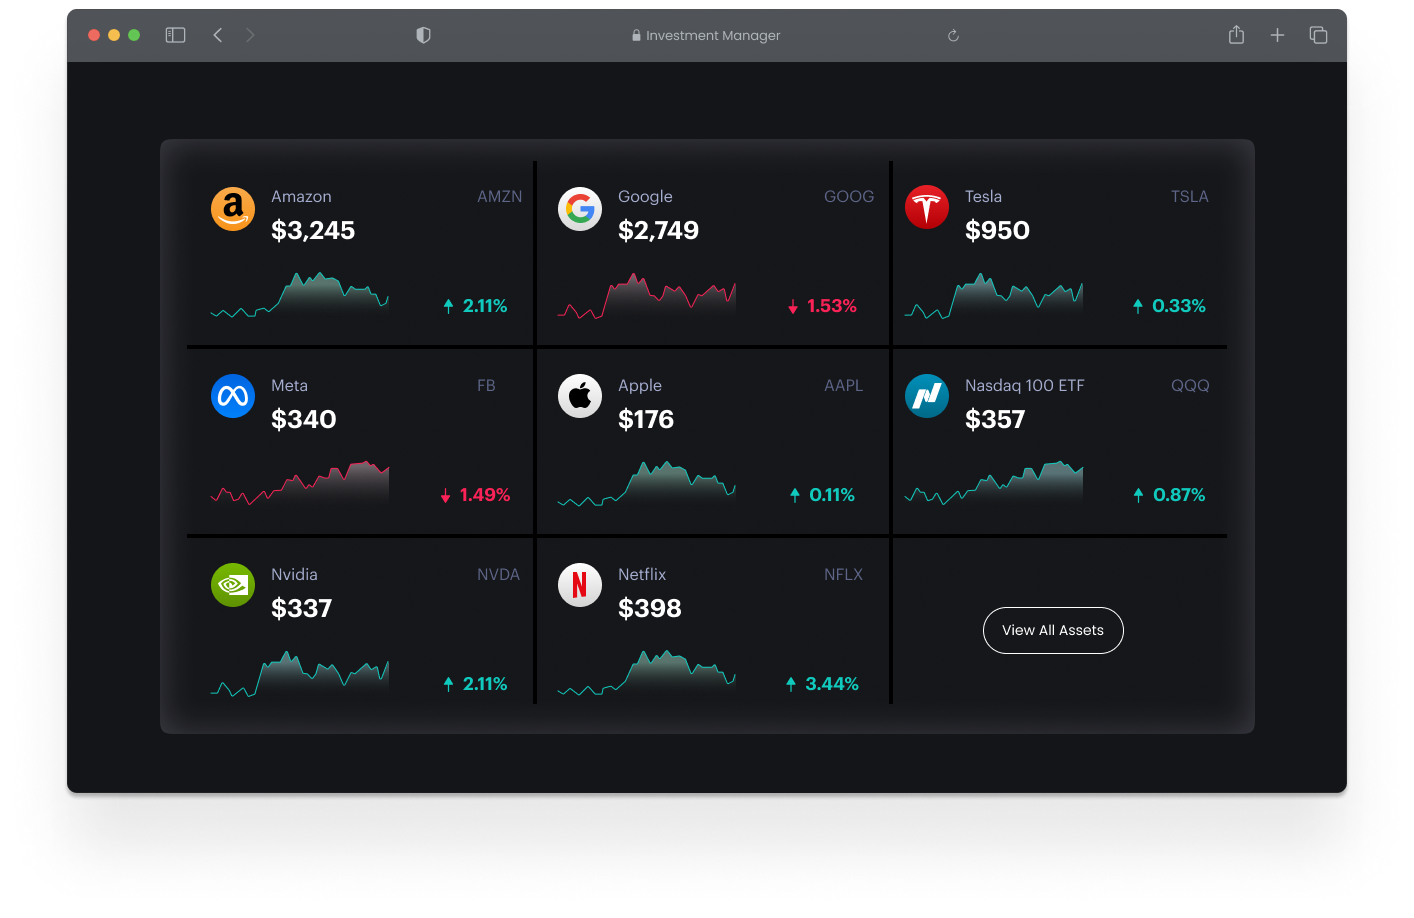 Investment Manager
Amazon AMZN
$3,245
2.11%
Google GOOG
$2,749
1.53%
Tesla TSLA
$950
0.33%
Meta FB
$340
1.49%
Apple AAPL
$176
0.11%
Nasdaq 100 ETF QQQ
$357
0.87%
Nvidia NVDA
$337
2.11%
Netflix NFLX
$398
3.44%
View All Assets